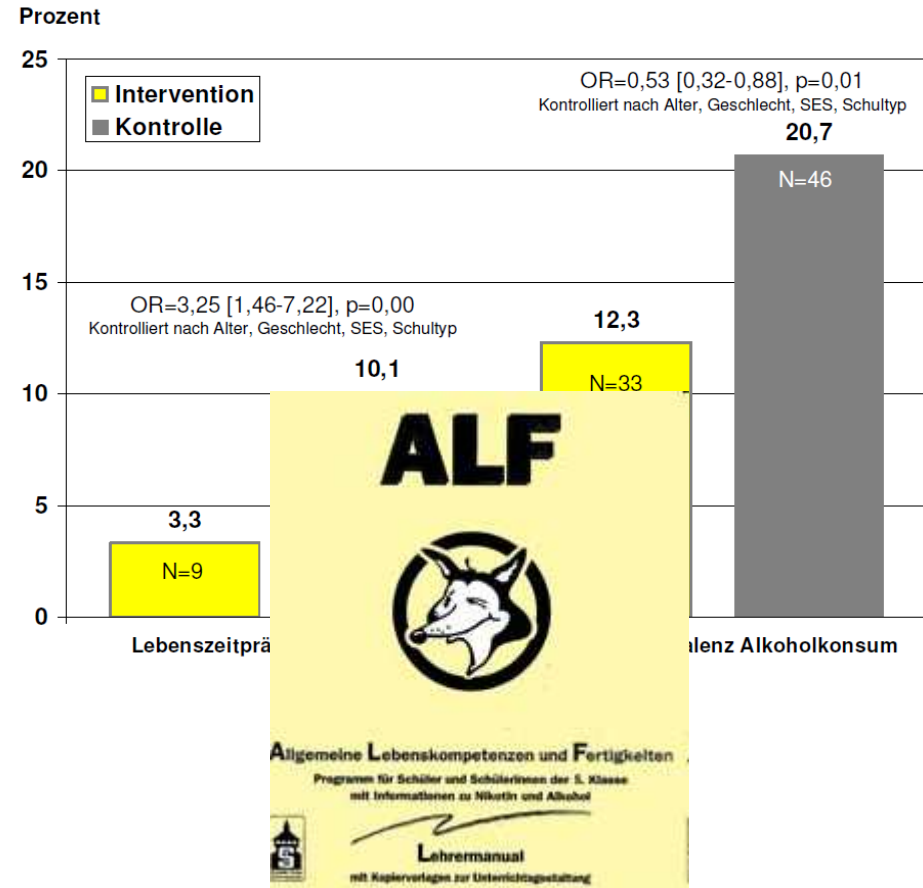 Prozent
25
Intervention
Kontrolle
OR=0,53 [0,32-0,88], p=0,01
Kontrolliert nach Alter, Geschlecht, SES, Schultyp
20,7
20
N=46
15
OR=3,25 [1,46-7,22], p=0,00
Kontrolliert nach Alter, Geschlecht, SES, Schultyp
12,3
10,1
N=33
10
ALF
5
3,3
N=9
0
Lebenszeitprä
alenz Alkoholkonsum
Allgemeine Lebenskompetenzen und Fertigkeiten
Programm für Schüler und Schülerinnen der 5. Klasse
mit Informationen zu Nikotin und Alkohol
S
Lehrermanual
mit Kopiervorlagen zur Unterrichtsgestaltung